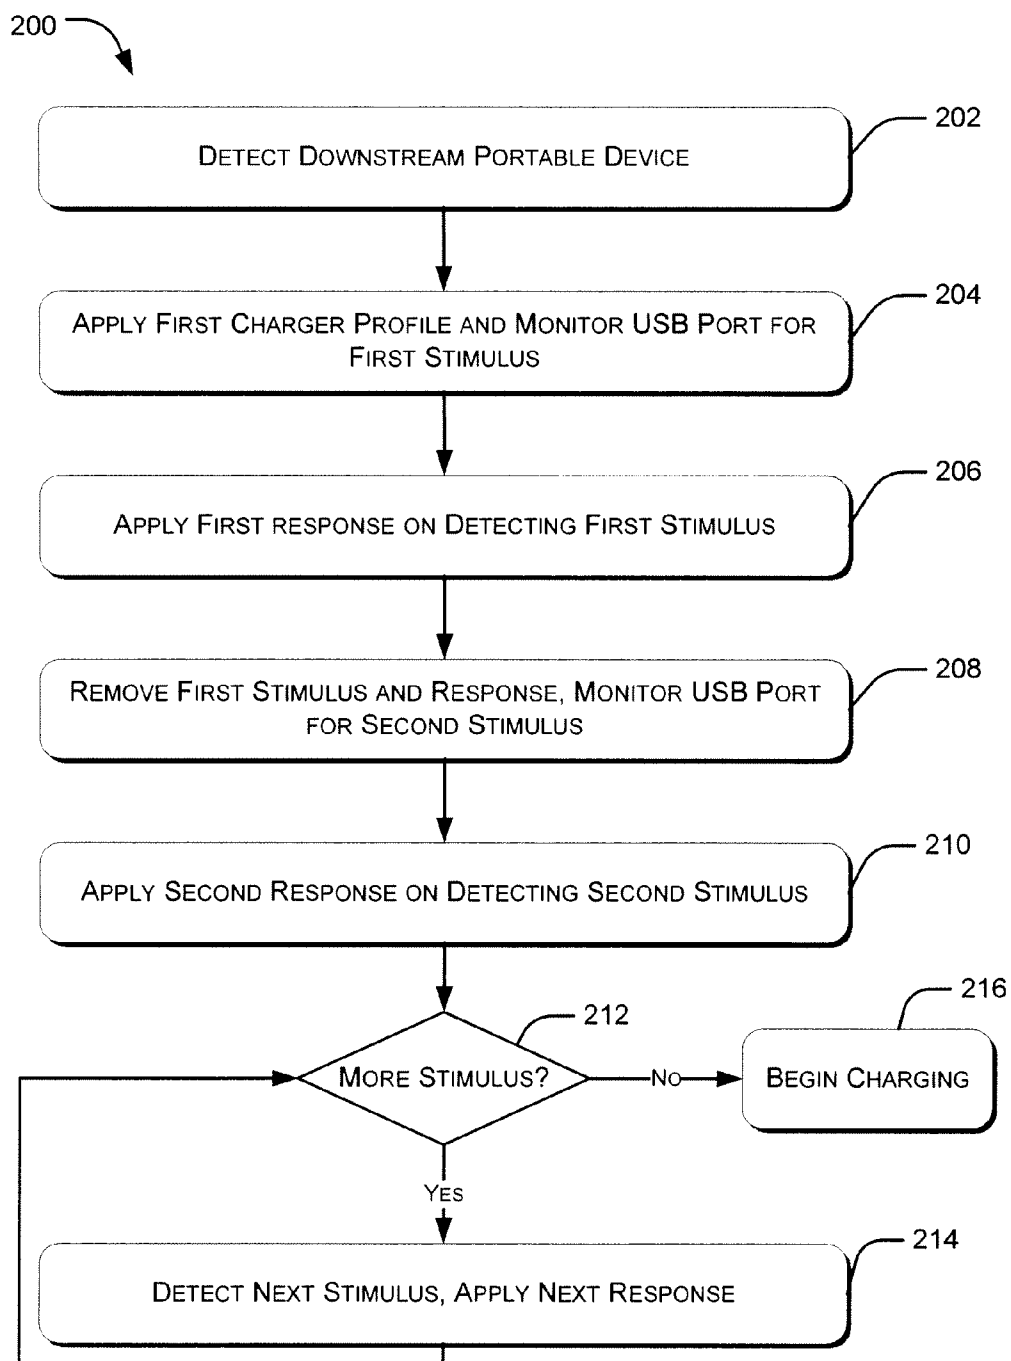 200
202
DETECT DOWNSTREAM PORTABLE DEVICE
204
APPLY FIRST CHARGER PROFILE AND MONITOR USB PORT FOR
FIRST STIMULUS
206
APPLY FIRST RESPONSE ON DETECTING FIRST STIMULUS
208
REMOVE FIRST STIMULUS AND RESPONSE, MONITOR USB PORT
FOR SECOND STIMULUS
210
APPLY SECOND RESPONSE ON DETECTING SECOND STIMULUS
212
216
MORE STIMULUS?
NO
BEGIN CHARGING
YES
214
DETECT NEXT STIMULUS, APPLY NEXT RESPONSE